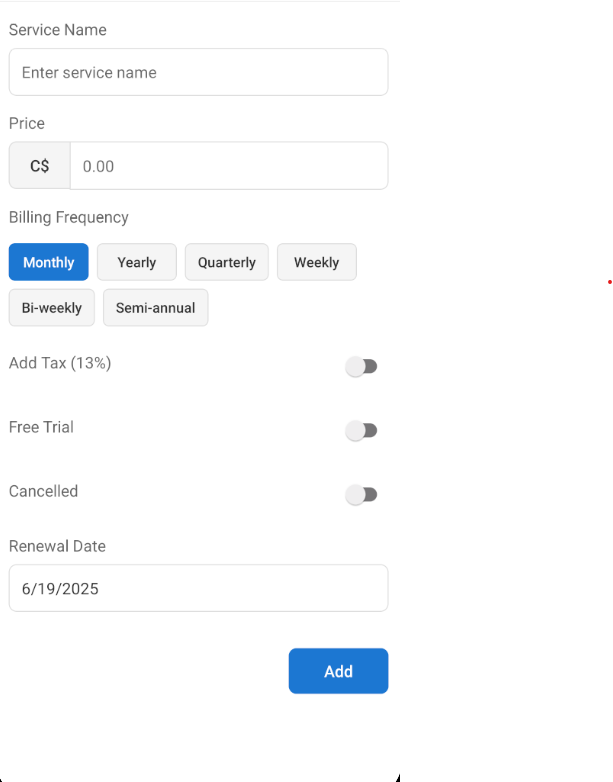 Service Name
Enter service name
Price
C$ 0.00
Billing Frequency
Monthly Yearly Quarterly Weekly
Bi-weekly Semi-annual
Add Tax (13%)
Free Trial
Cancelled
Renewal Date
6/19/2025
Add